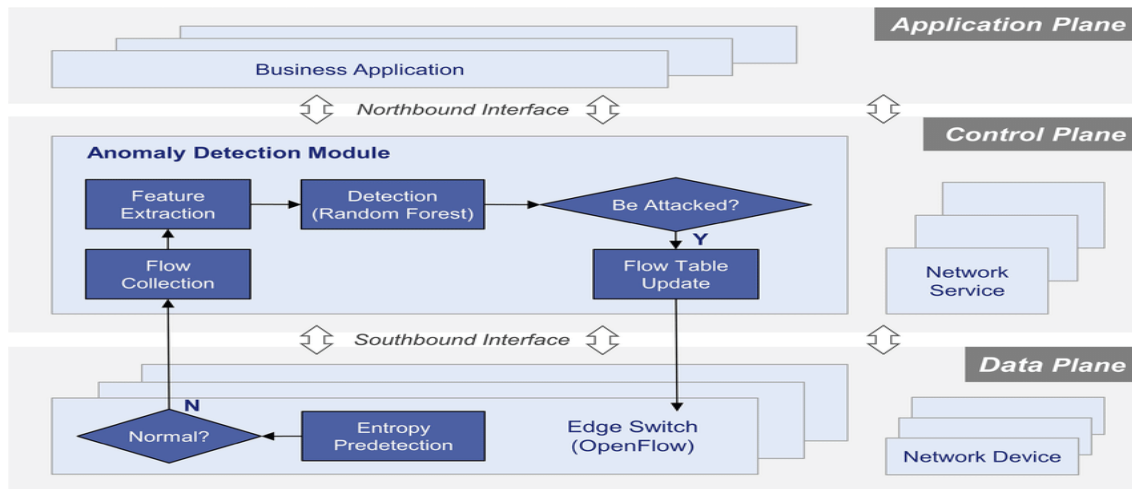 Application Plane
Business Application
Northbound Interface
Control Plane
Anomaly Detection Module
Feature
Extraction
Detection
(Random Forest)
Be Attacked?
Y
Flow
Collection
Flow Table
Update
Network
Service
Southbound Interface
Data Plane
N
Normal?
Entropy
Predetection
Edge Switch
(OpenFlow)
Network Device